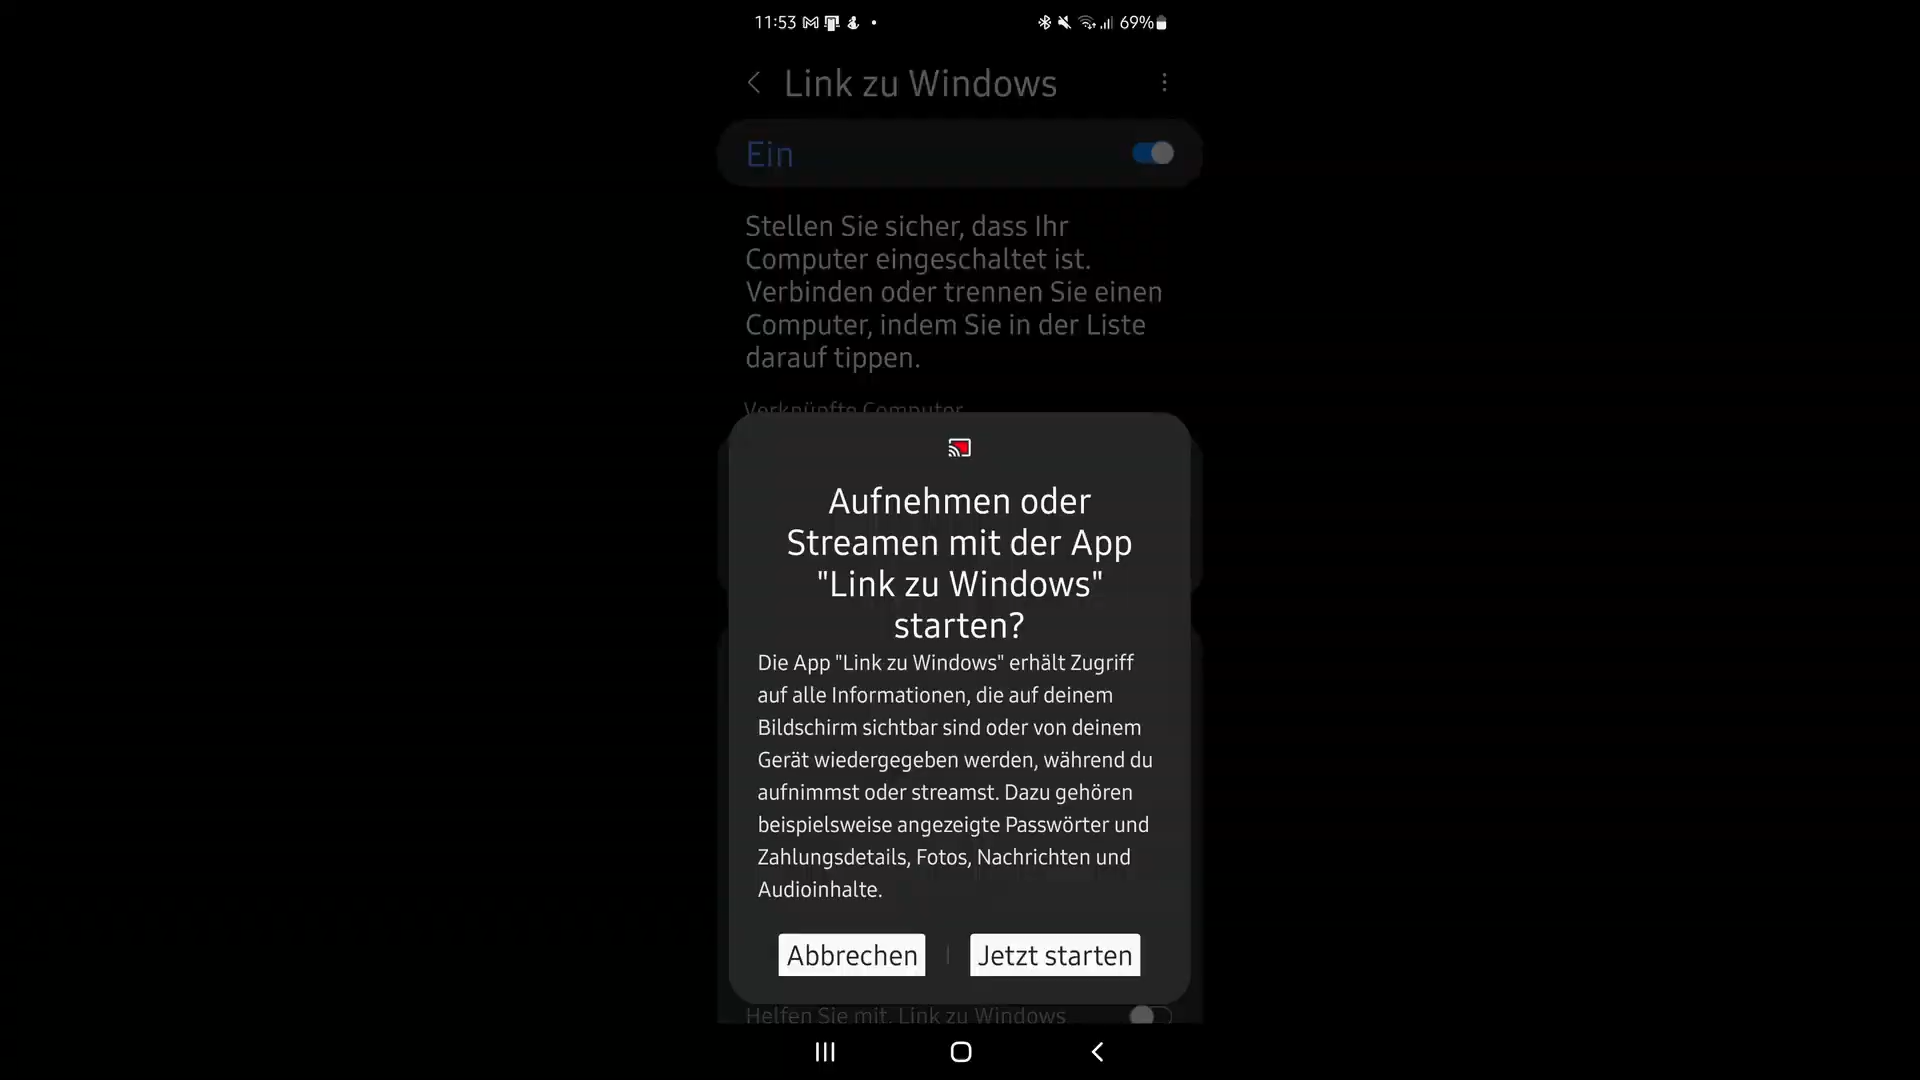 11:53
69%
Link zu Windows
Ein
Stellen Sie sicher, dass Ihr
Computer eingeschaltet ist.
Verbinden oder trennen Sie einen
Computer, indem Sie in der Liste
darauf tippen.
Verknüpfte Computer
Aufnehmen oder
Streamen mit der App
"Link zu Windows"
starten?
Die App "Link zu Windows" erhält Zugriff
auf alle Informationen, die auf deinem
Bildschirm sichtbar sind oder von deinem
Gerät wiedergegeben werden, während du
aufnimmst oder streamst. Dazu gehören
beispielsweise angezeigte Passwörter und
Zahlungsdetails, Fotos, Nachrichten und
Audioinhalte.
Abbrechen
Jetzt starten
Helfen Sie mit, Link zu Windows